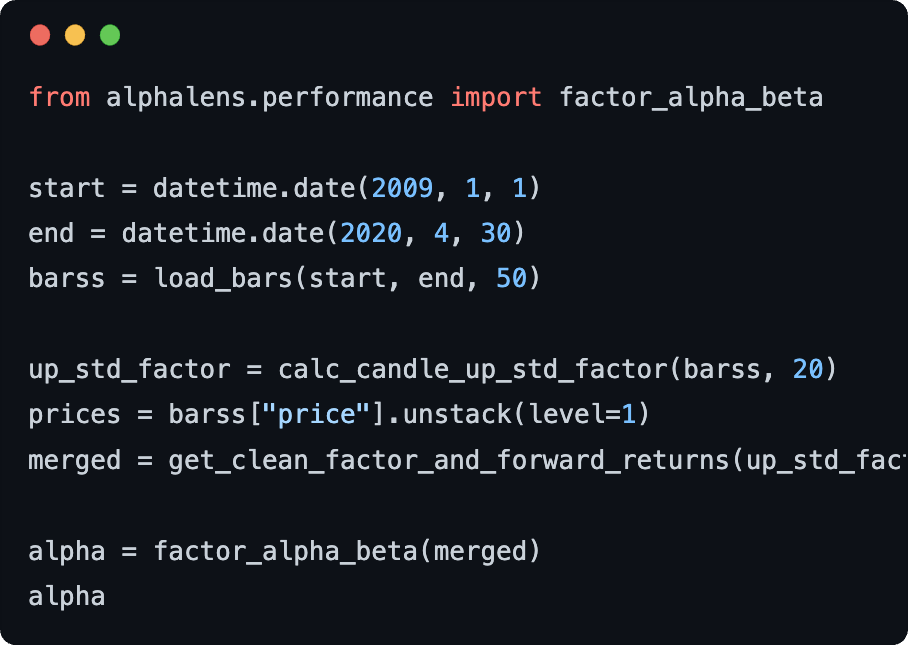 from alphalens.performance import factor_alpha_beta
start = datetime.date(2009, 1, 1)
end = datetime.date(2020, 4, 30)
barss = load_bars(start, end, 50)
up_std_factor = calc_candle_up_std_factor(barss, 20)
prices = barss["price"].unstack(level=1)
merged = get_clean_factor_and_forward_returns(up_std_fac
alpha = factor_alpha_beta(merged)
alpha